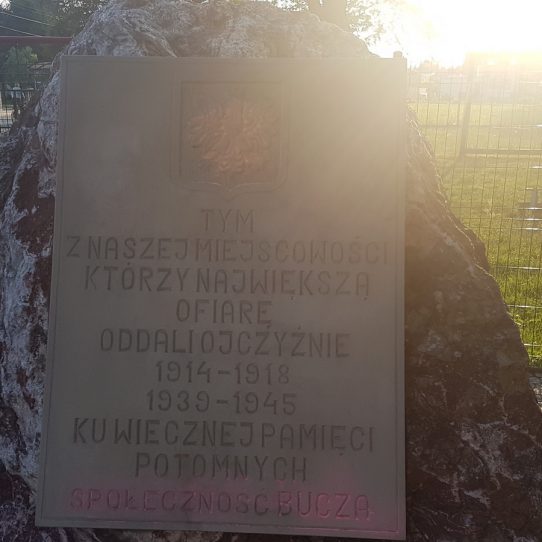 TYM
Z NASZEJ MIEJSCOWOŚCI
KTÓRZY NAJWIĘKSZĄ
OFIARĘ
ODDALI OJCZYŹNIE
1914-1918
1939-1945
KU WIECZNEJ PAMIĘCI
POTOMNYCH
SPOŁECZNOŚĆ BUCZA